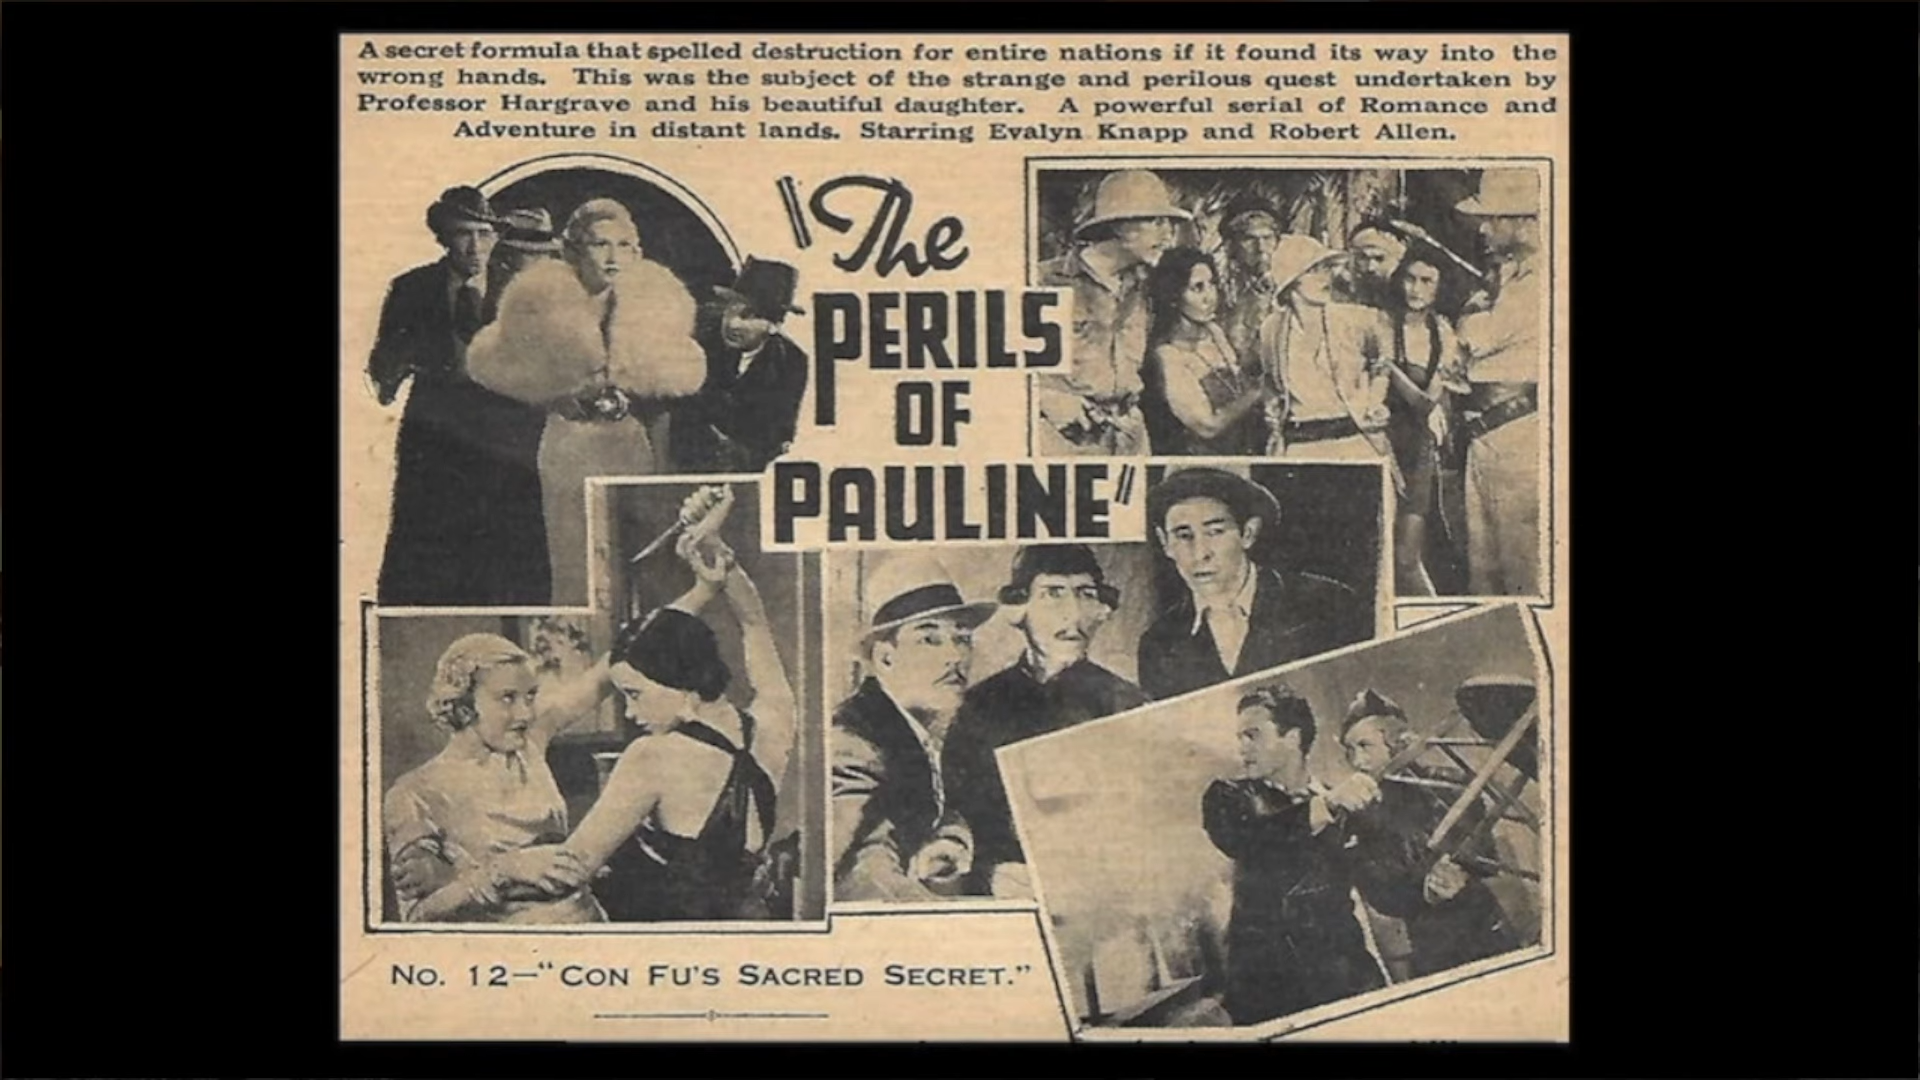 A secret formula that spelled destruction for entire nations if it found its way into the
wrong hands. This was the subject of the strange and perilous quest undertaken by
Professor Hargrave and his beautiful daughter. A powerful serial of Romance and
Adventure in distant lands. Starring Evalyn Knapp and Robert Allen.
"The
PERILS
OF
PAULINE"
No. 12—"CON FU'S SACRED SECRET."